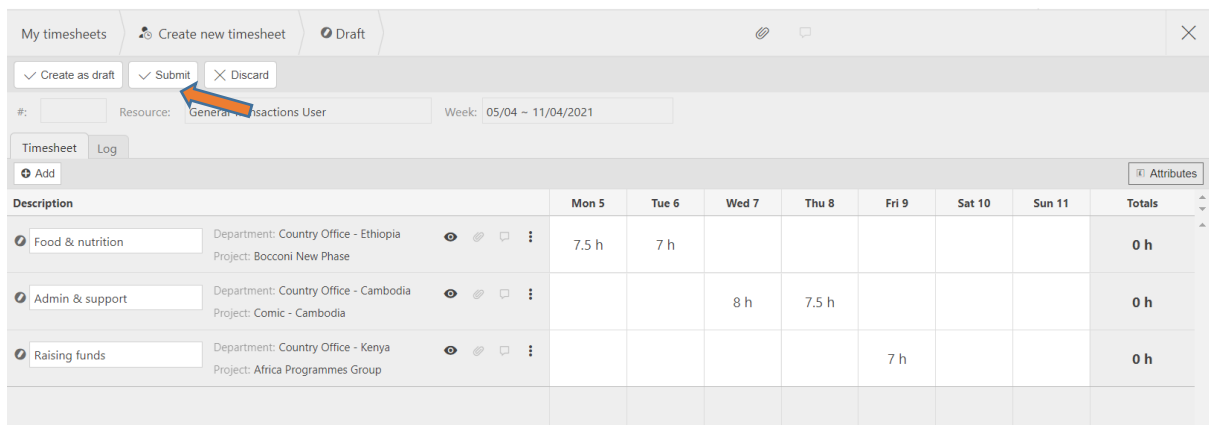 My timesheets Create new timesheet Draft
Create as draft Submit Discard
#: Resource: General Transactions User Week: 05/04 ~ 11/04/2021
Timesheet Log
Add Attributes
Description Mon 5 Tue 6 Wed 7 Thu 8 Fri 9 Sat 10 Sun 11 Totals
Food & nutrition Department: Country Office - Ethiopia 7.5 h 7 h 0 h
Project: Bocconi New Phase
Admin & support Department: Country Office - Cambodia 8 h 7.5 h 0 h
Project: Comic - Cambodia
Raising funds Department: Country Office - Kenya 7 h 0 h
Project: Africa Programmes Group